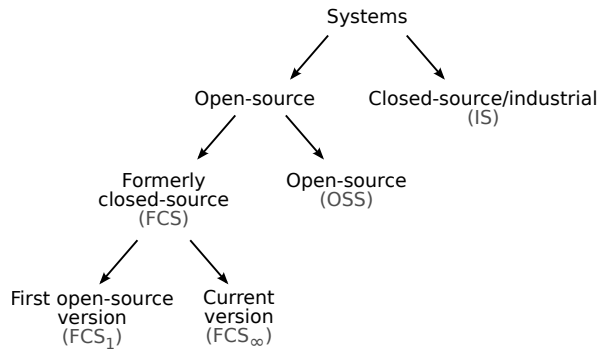 Systems
Open-source
Closed-source/industrial
(IS)
Formerly
closed-source
(FCS)
Open-source
(OSS)
First open-source
version
(FCS₁)
Current
version
(FCS∞)